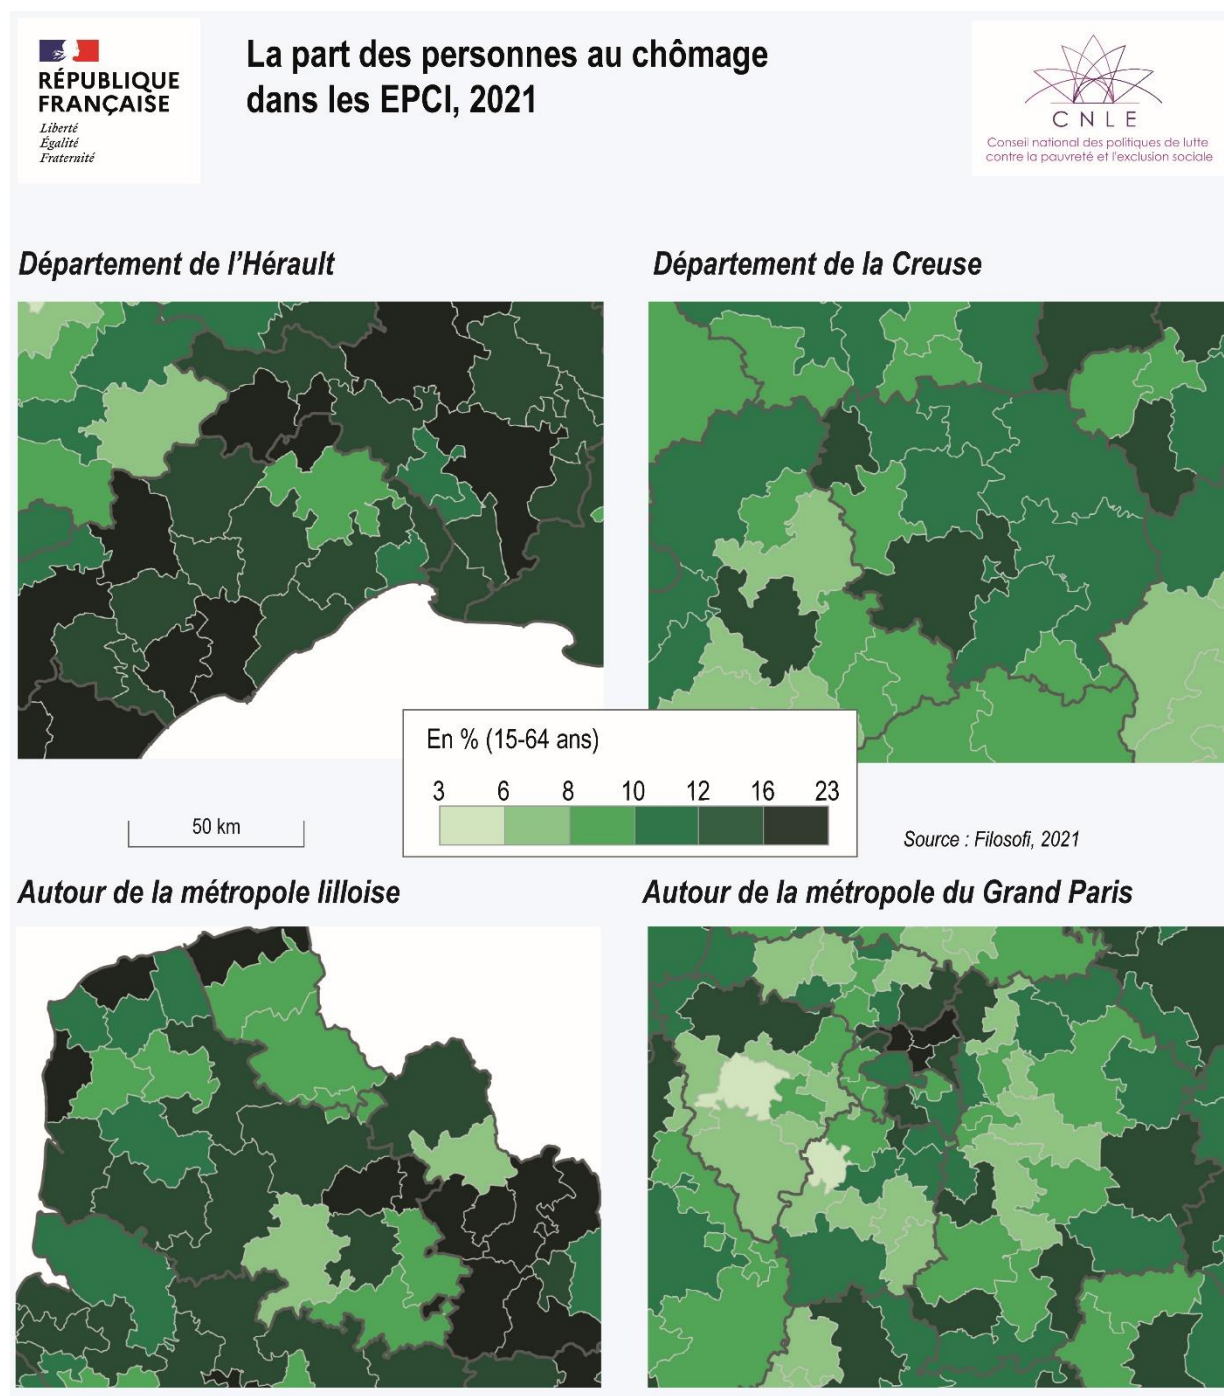 RÉPUBLIQUE
FRANÇAISE
Liberté
Égalité
Fraternité
La part des personnes au chômage
dans les EPCI, 2021
CNLE
Conseil national des politiques de lutte
contre la pauvreté et l'exclusion sociale
Département de l’Hérault
Département de la Creuse
En % (15-64 ans)
3 6 8 10 12 16 23
50 km
Source : Filosofi, 2021
Autour de la métropole lilloise
Autour de la métropole du Grand Paris